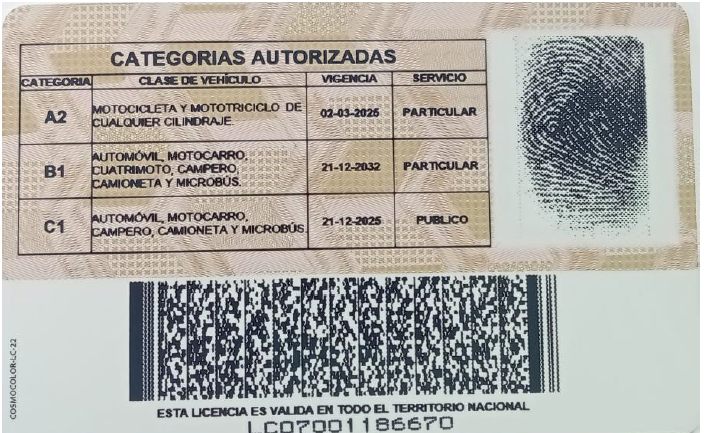 CATEGORIAS AUTORIZADAS
CATEGORIA CLASE DE VEHÍCULO VIGENCIA SERVICIO
A2 MOTOCICLETA Y MOTOTRICICLO DE CUALQUIER CILINDRAJE. 02-03-2025 PARTICULAR
B1 AUTOMÓVIL, MOTOCARRO, CUATRIMOTO, CAMPERO, CAMIONETA Y MICROBÚS. 21-12-2032 PARTICULAR
C1 AUTOMÓVIL, MOTOCARRO, CAMPERO, CAMIONETA Y MICROBÚS. 21-12-2025 PUBLICO
COSMOCOLOR-LC-22
ESTA LICENCIA ES VALIDA EN TODO EL TERRITORIO NACIONAL
LC07001186670